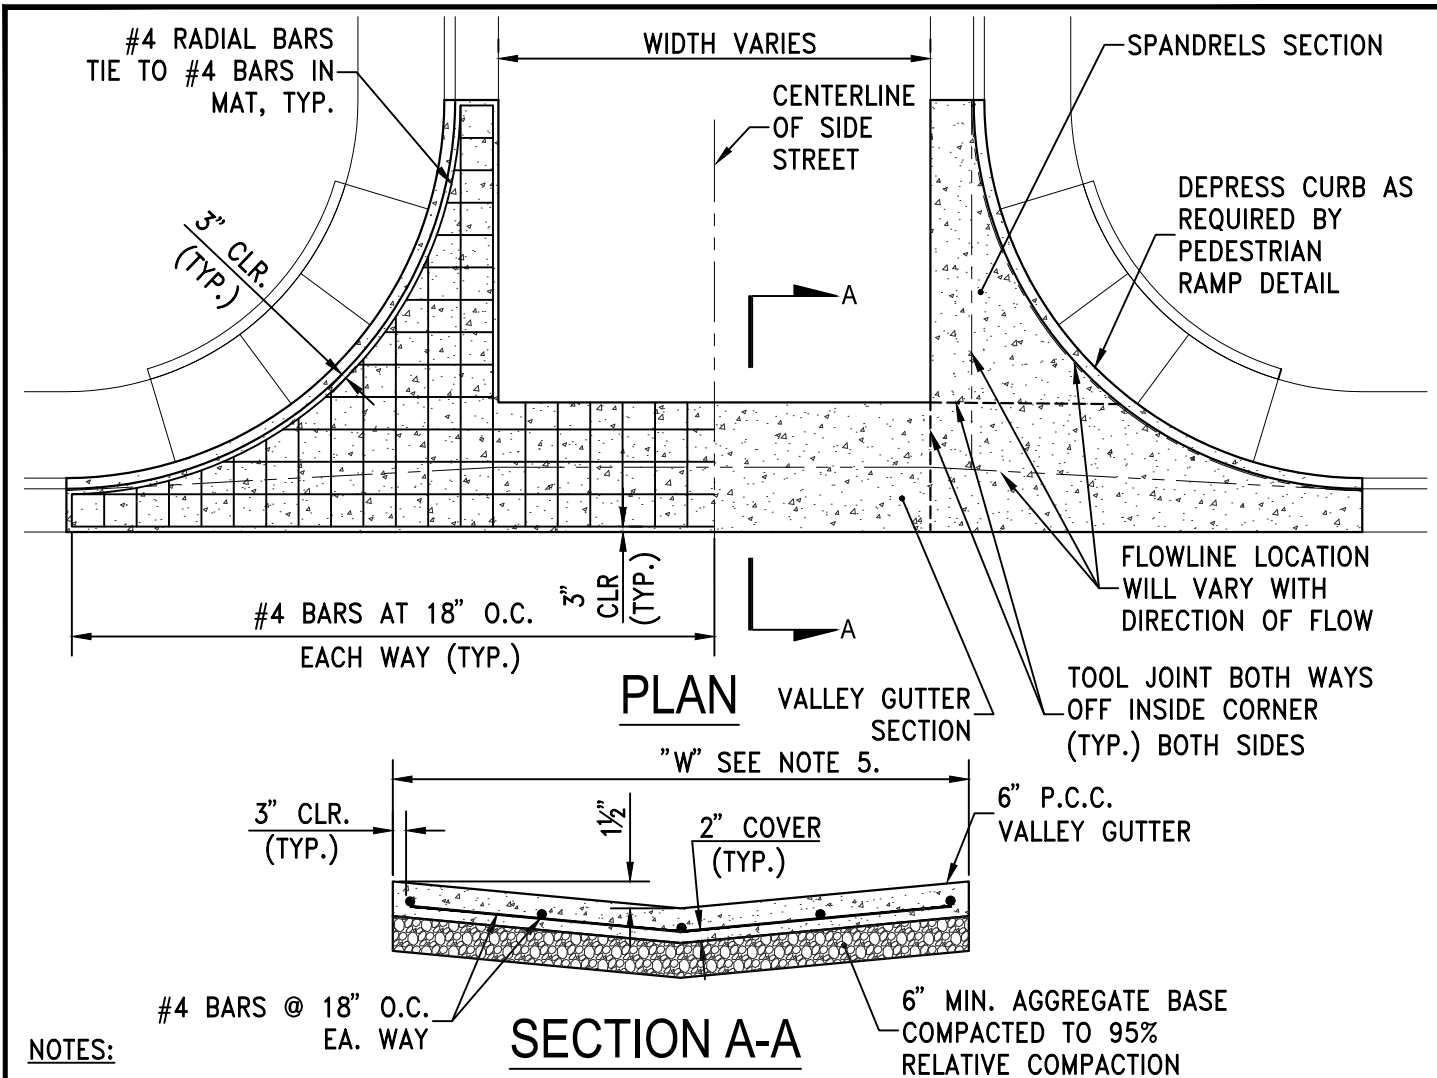 #4 RADIAL BARS
TIE TO #4 BARS IN
MAT, TYP.
WIDTH VARIES
CENTERLINE
OF SIDE
STREET
SPANDRELS SECTION
DEPRESS CURB AS
REQUIRED BY
PEDESTRIAN
RAMP DETAIL
3" CLR.
(TYP.)
A
A
3"
CLR
(TYP.)
#4 BARS AT 18" O.C.
EACH WAY (TYP.)
FLOWLINE LOCATION
WILL VARY WITH
DIRECTION OF FLOW
PLAN
VALLEY GUTTER
SECTION
TOOL JOINT BOTH WAYS
OFF INSIDE CORNER
(TYP.) BOTH SIDES
"W" SEE NOTE 5.
3" CLR.
(TYP.)
1½"
2" COVER
(TYP.)
6" P.C.C.
VALLEY GUTTER
#4 BARS @ 18" O.C.
EA. WAY
SECTION A-A
6" MIN. AGGREGATE BASE
COMPACTED TO 95%
RELATIVE COMPACTION
NOTES: